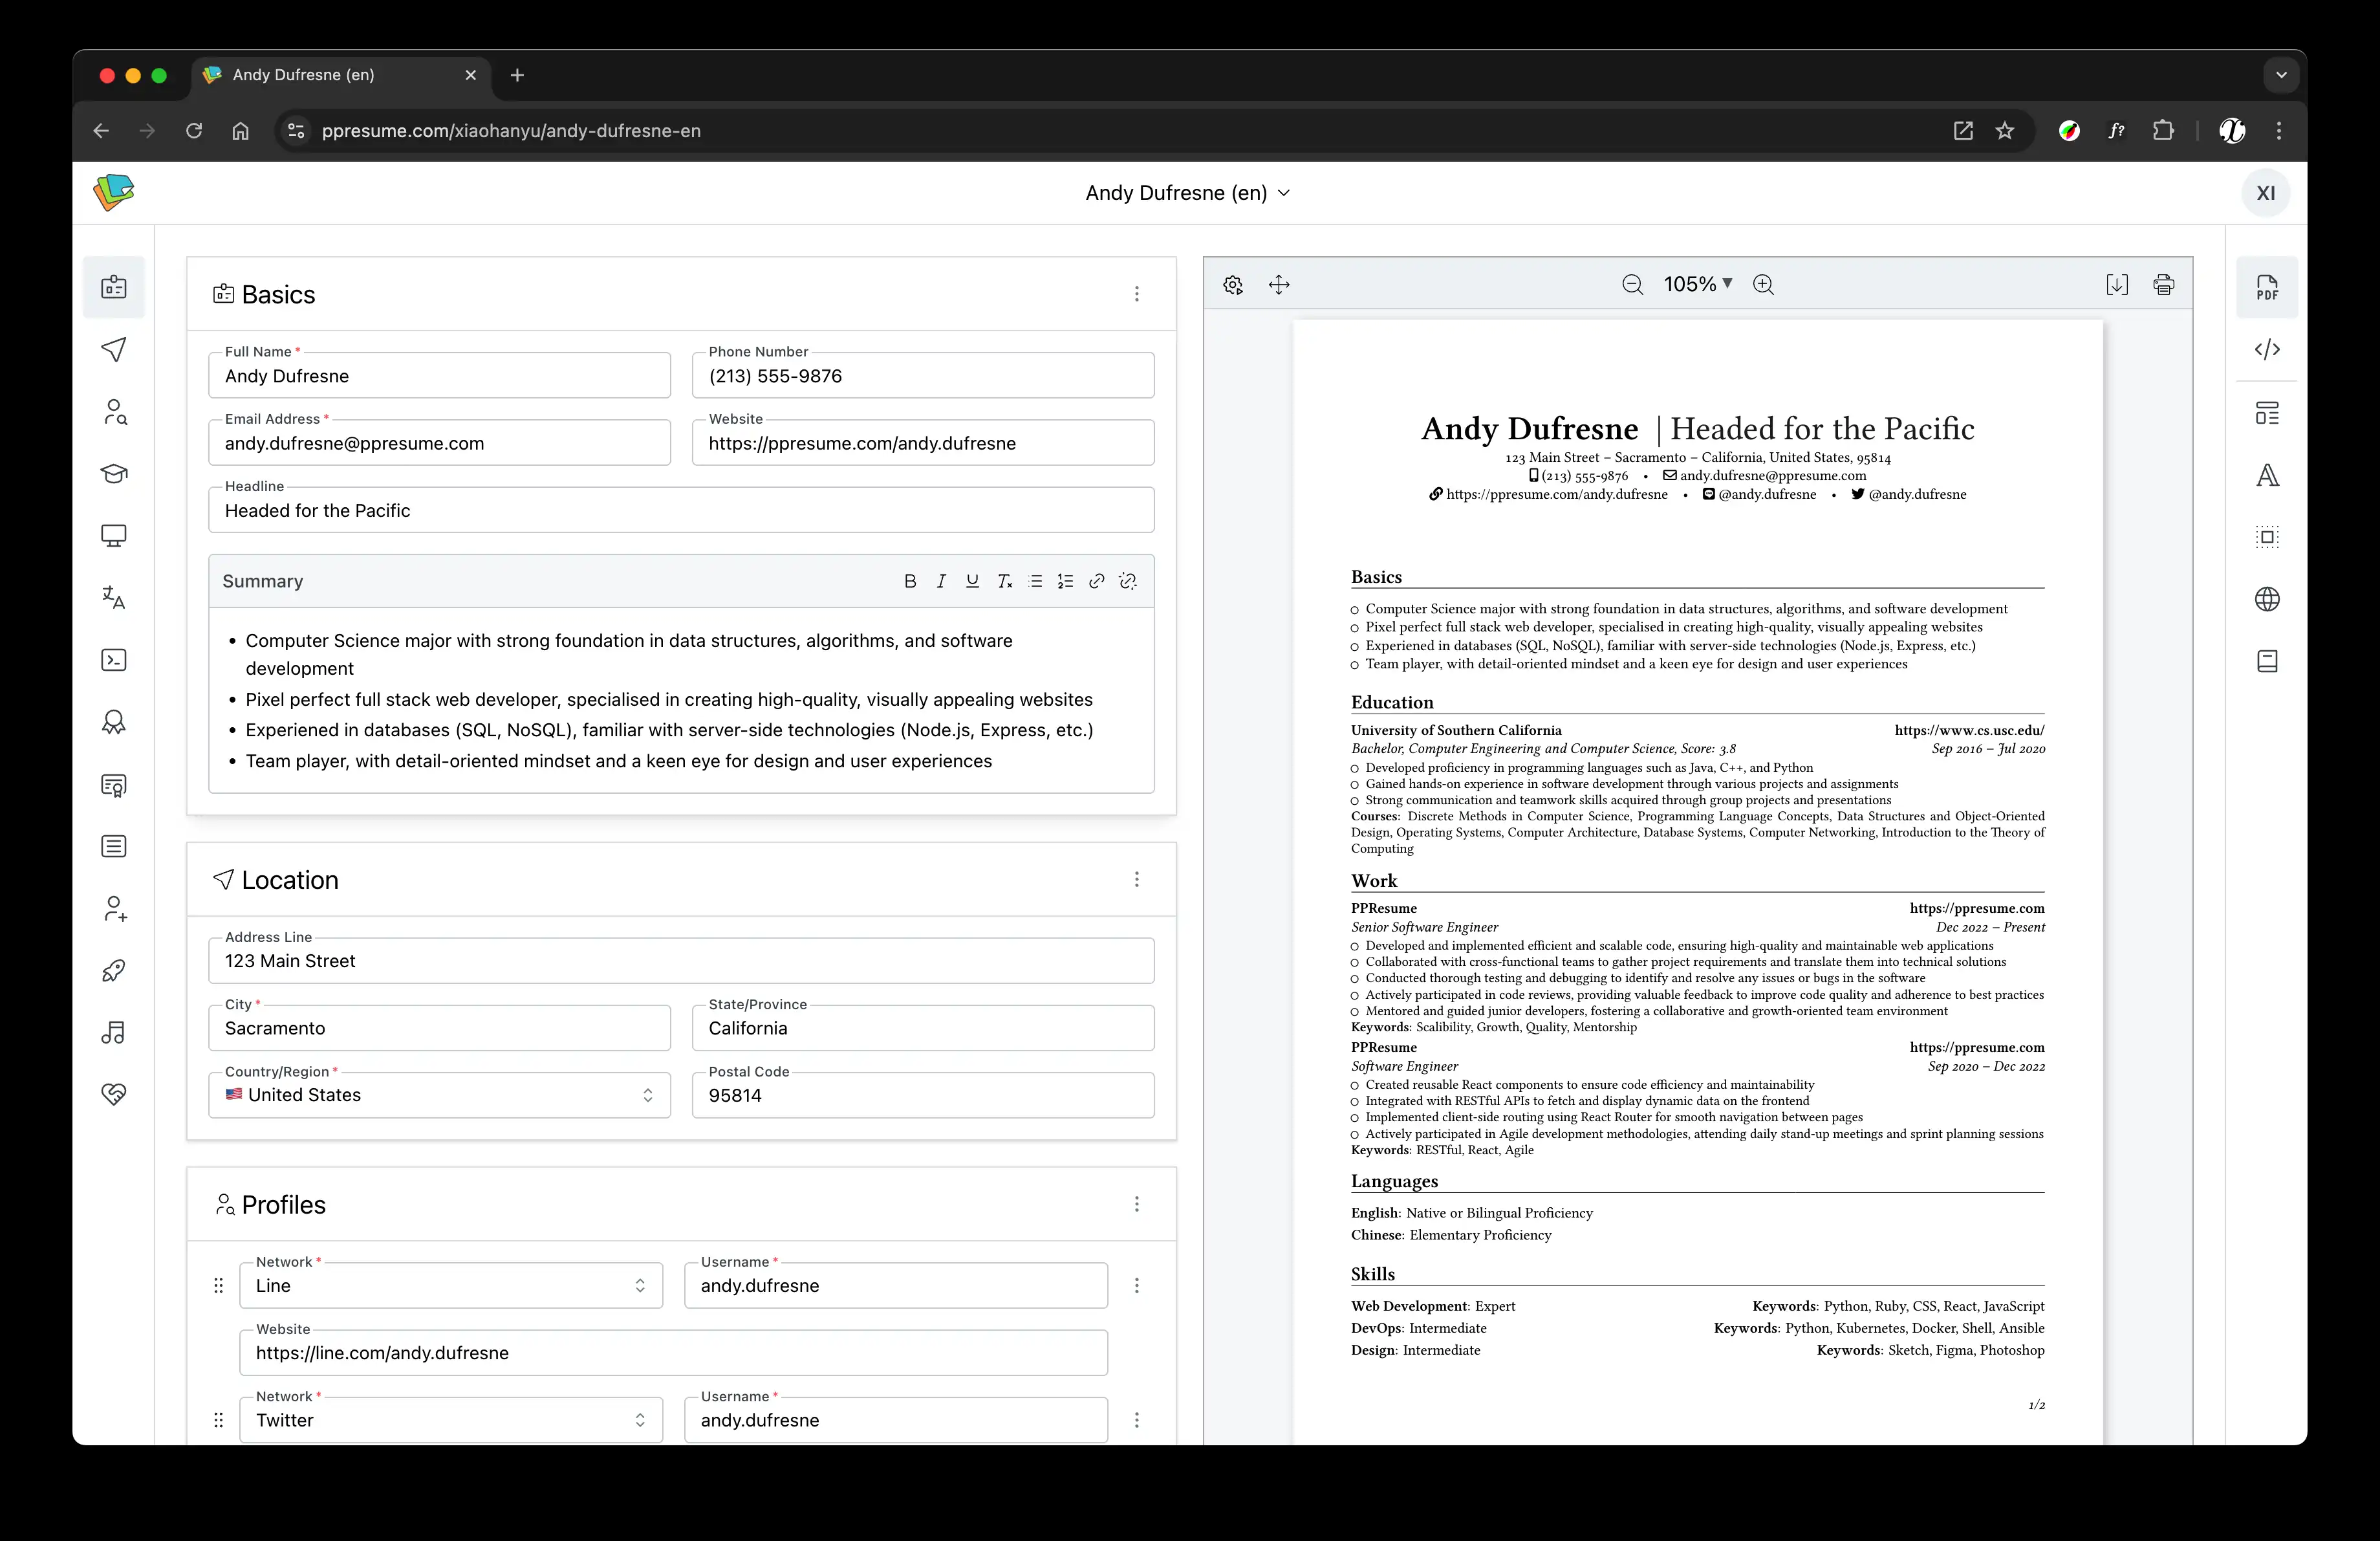 Andy Dufresne (en)
ppresume.com/xiaohanyu/andy-dufresne-en
f?
Andy Dufresne (en)
XI
Basics
Full Name *
Andy Dufresne
Phone Number
(213) 555-9876
Email Address *
andy.dufresne@ppresume.com
Website
https://ppresume.com/andy.dufresne
Headline
Headed for the Pacific
Summary
• Computer Science major with strong foundation in data structures, algorithms, and software
development
• Pixel perfect full stack web developer, specialised in creating high-quality, visually appealing websites
• Experienced in databases (SQL, NoSQL), familiar with server-side technologies (Node.js, Express, etc.)
• Team player, with detail-oriented mindset and a keen eye for design and user experiences
Location
Address Line
123 Main Street
City *
Sacramento
State/Province
California
Country/Region *
United States
Postal Code
95814
Profiles
Network *
Line
Username *
andy.dufresne
Website
https://line.com/andy.dufresne
Network *
Twitter
Username *
andy.dufresne
105%
PDF
Andy Dufresne | Headed for the Pacific
123 Main Street – Sacramento – California, United States, 95814
(213) 555-9876 • andy.dufresne@ppresume.com
https://ppresume.com/andy.dufresne • @andy.dufresne • @andy.dufresne
Basics
Computer Science major with strong foundation in data structures, algorithms, and software development
Pixel perfect full stack web developer, specialised in creating high-quality, visually appealing websites
Experienced in databases (SQL, NoSQL), familiar with server-side technologies (Node.js, Express, etc.)
Team player, with detail-oriented mindset and a keen eye for design and user experiences
Education
University of Southern California https://www.cs.usc.edu/
Bachelor, Computer Engineering and Computer Science, Score: 3.8 Sep 2016 – Jul 2020
Developed proficiency in programming languages such as Java, C++, and Python
Gained hands-on experience in software development through various projects and assignments
Strong communication and teamwork skills acquired through group projects and presentations
Courses: Discrete Methods in Computer Science, Programming Language Concepts, Data Structures and Object-Oriented
Design, Operating Systems, Computer Architecture, Database Systems, Computer Networking, Introduction to the Theory of
Computing
Work
PPResume https://ppresume.com
Senior Software Engineer Dec 2022 – Present
Developed and implemented efficient and scalable code, ensuring high-quality and maintainable web applications
Collaborated with cross-functional teams to gather project requirements and translate them into technical solutions
Conducted thorough testing and debugging to identify and resolve any issues or bugs in the software
Actively participated in code reviews, providing valuable feedback to improve code quality and adherence to best practices
Mentored and guided junior developers, fostering a collaborative and growth-oriented team environment
Keywords: Scalibility, Growth, Quality, Mentorship
PPResume https://ppresume.com
Software Engineer Sep 2020 – Dec 2022
Created reusable React components to ensure code efficiency and maintainability
Integrated with RESTful APIs to fetch and display dynamic data on the frontend
Implemented client-side routing using React Router for smooth navigation between pages
Actively participated in Agile development methodologies, attending daily stand-up meetings and sprint planning sessions
Keywords: RESTful, React, Agile
Languages
English: Native or Bilingual Proficiency
Chinese: Elementary Proficiency
Skills
Web Development: Expert Keywords: Python, Ruby, CSS, React, JavaScript
DevOps: Intermediate Keywords: Python, Kubernetes, Docker, Shell, Ansible
Design: Intermediate Keywords: Sketch, Figma, Photoshop
1/2